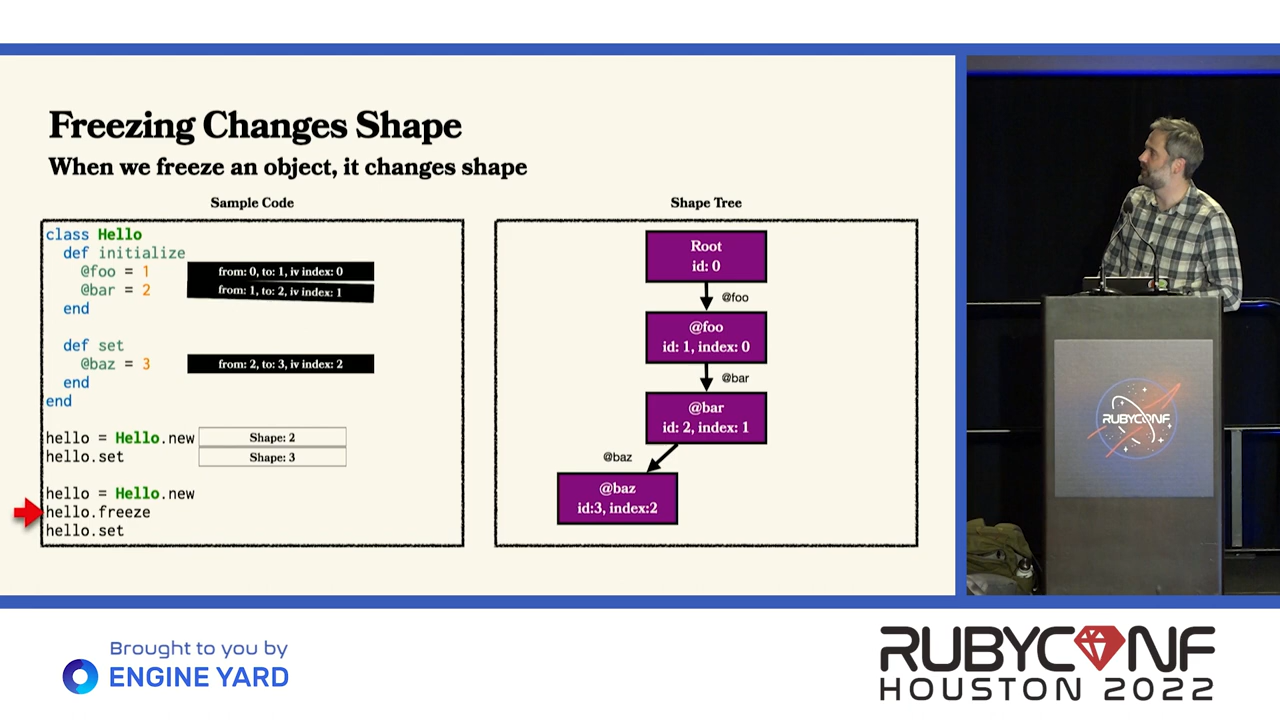 Freezing Changes Shape
When we freeze an object, it changes shape
Sample Code
class Hello
def initialize
@foo = 1
from: 0, to: 1, iv index: 0
@bar = 2
from: 1, to: 2, iv index: 1
end
def set
@baz = 3
from: 2, to: 3, iv index: 2
end
end
hello = Hello.new
Shape: 2
hello.set
Shape: 3
hello = Hello.new
hello.freeze
hello.set
Shape Tree
Root
id: 0
@foo
@foo
id: 1, index: 0
@bar
@bar
id: 2, index: 1
@baz
@baz
id:3, index:2
RUBYCONF
Brought to you by
ENGINE YARD
RUBYCONF
HOUSTON 2022